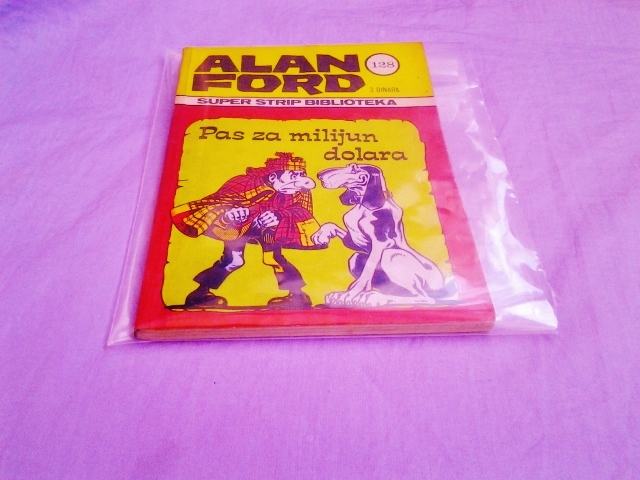 ALAN
FORD
128
3 DINARA
SUPER STRIP BIBLIOTEKA
Pas za milijun
dolara